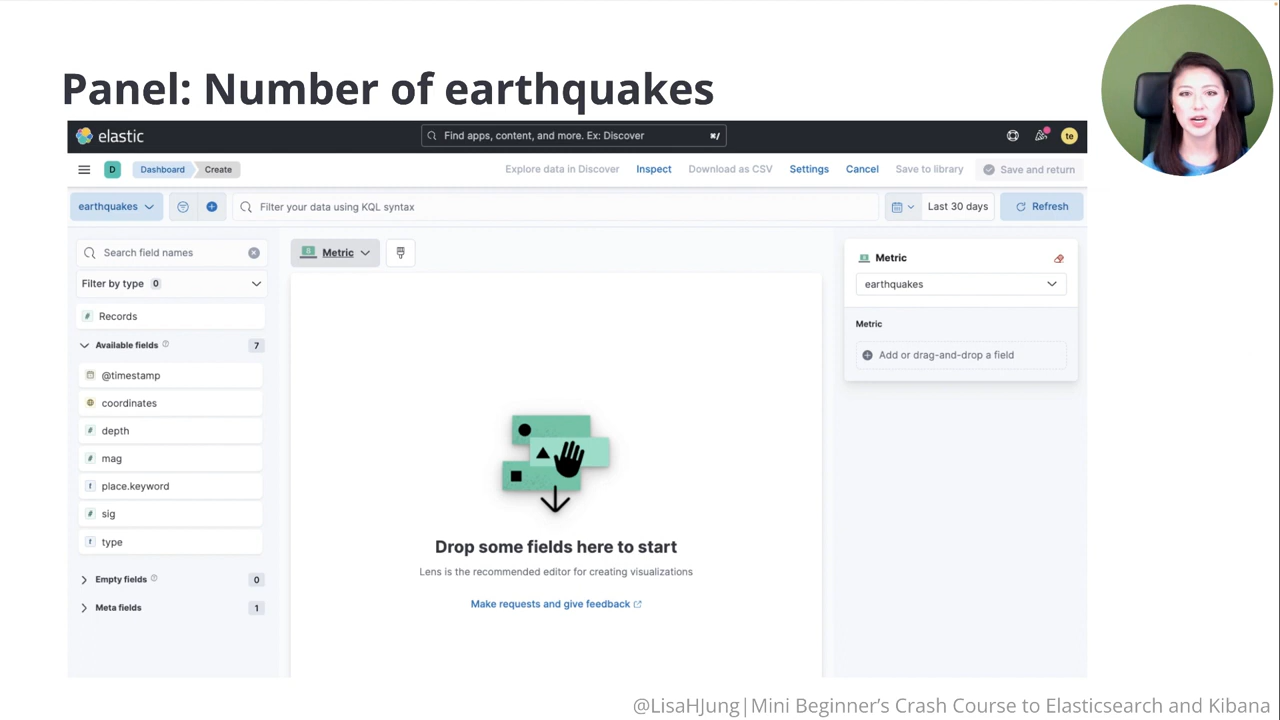 Panel: Number of earthquakes
elastic
Find apps, content, and more. Ex: Discover
⌘/
te
D
Dashboard
Create
Explore data in Discover
Inspect
Download as CSV
Settings
Cancel
Save to library
Save and return
earthquakes
Filter your data using KQL syntax
Last 30 days
Refresh
Search field names
Filter by type 0
# Records
Available fields 7
@timestamp
coordinates
# depth
# mag
t place.keyword
# sig
t type
Empty fields 0
Meta fields 1
Metric
Drop some fields here to start
Lens is the recommended editor for creating visualizations
Make requests and give feedback
Metric
earthquakes
Metric
Add or drag-and-drop a field
@LisaHJung|Mini Beginner's Crash Course to Elasticsearch and Kibana